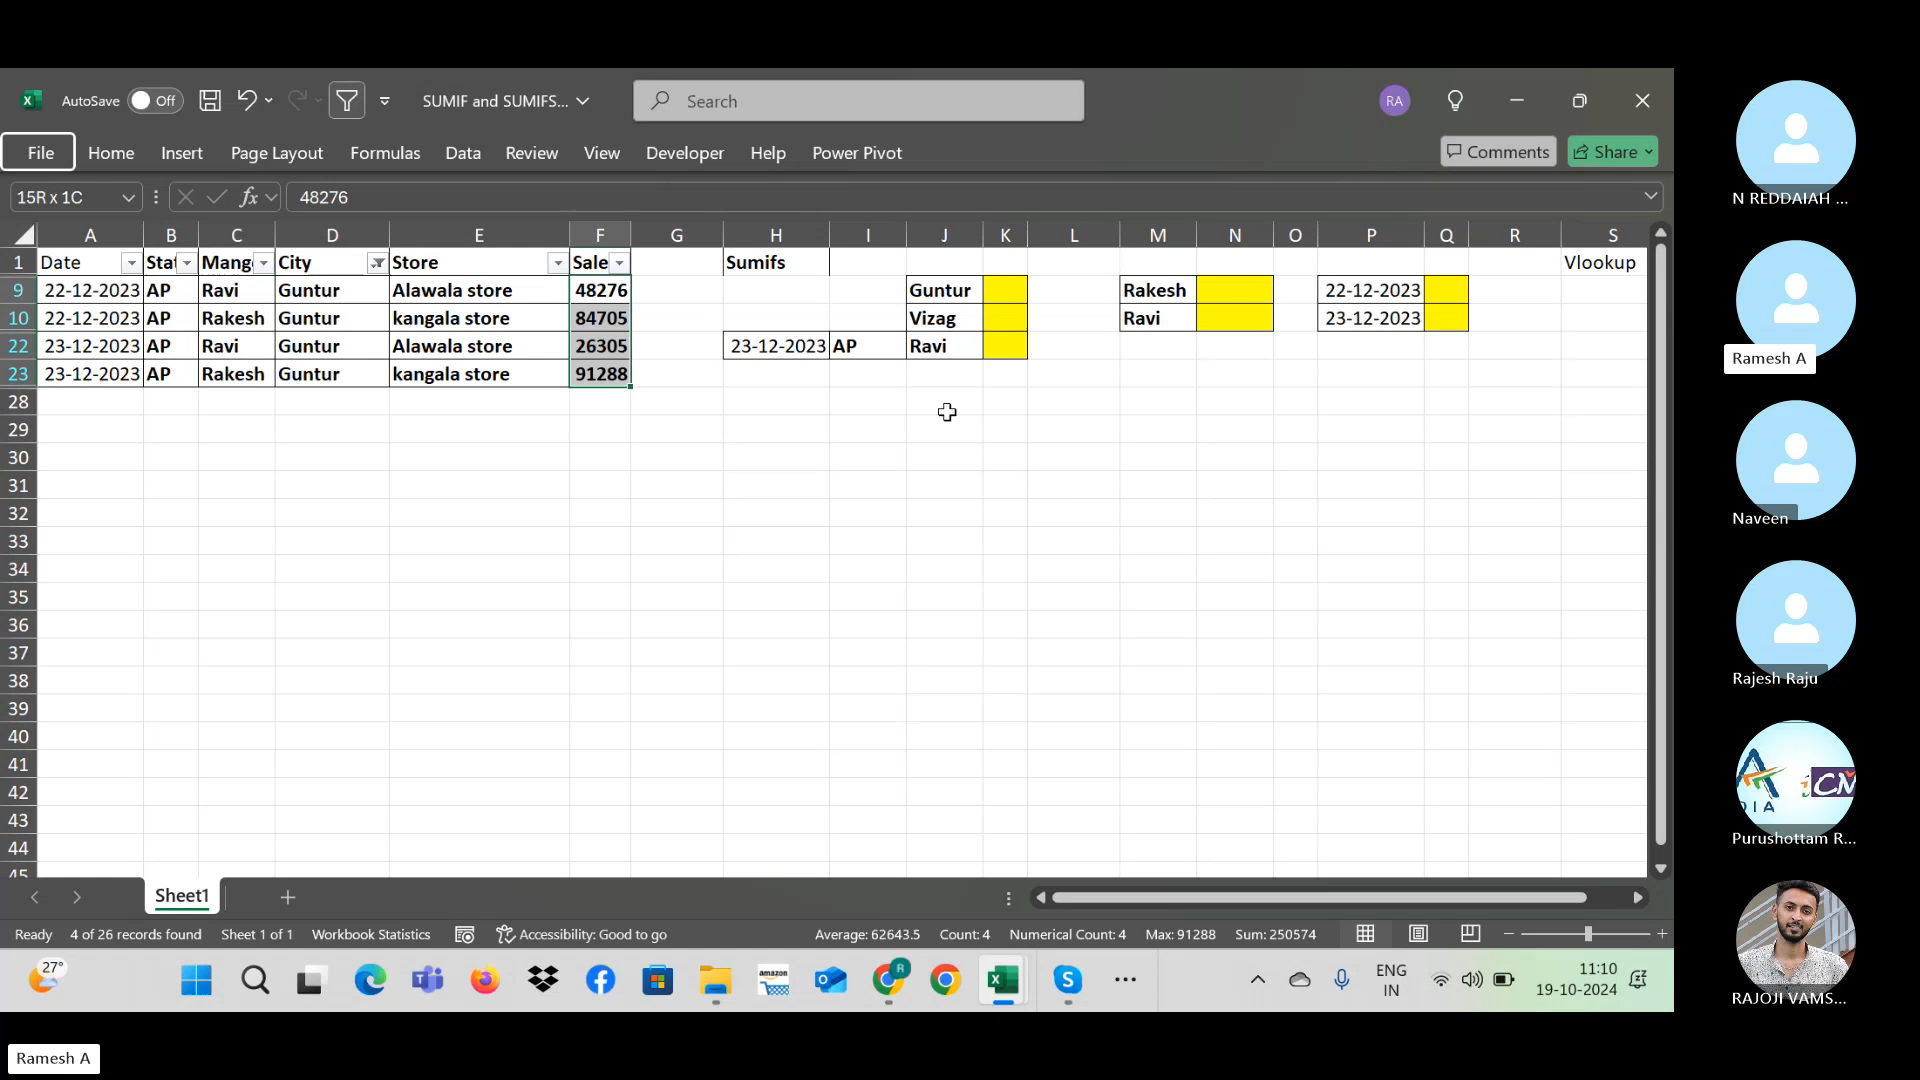 AutoSave Off SUMIF and SUMIFS... Search RA
File Home Insert Page Layout Formulas Data Review View Developer Help Power Pivot Comments Share
15R x 1C fx 48276
A B C D E F G H I J K L M N O P Q R S
1 Date Stat Mang City Store Sale Sumifs Vlookup
9 22-12-2023 AP Ravi Guntur Alawala store 48276 Guntur Rakesh 22-12-2023
10 22-12-2023 AP Rakesh Guntur kangala store 84705 Vizag Ravi 23-12-2023
22 23-12-2023 AP Ravi Guntur Alawala store 26305 23-12-2023 AP Ravi
23 23-12-2023 AP Rakesh Guntur kangala store 91288
28
29
30
31
32
33
34
35
36
37
38
39
40
41
42
43
44
45
Sheet1
Ready 4 of 26 records found Sheet 1 of 1 Workbook Statistics Accessibility: Good to go Average: 62643.5 Count: 4 Numerical Count: 4 Max: 91288 Sum: 250574
27° amazon R ENG 11:10
IN 19-10-2024
N REDDAIAH ...
Ramesh A
Naveen
Rajesh Raju
iCM
DIA
Purushottam R...
RAJOJI VAMS...
Ramesh A